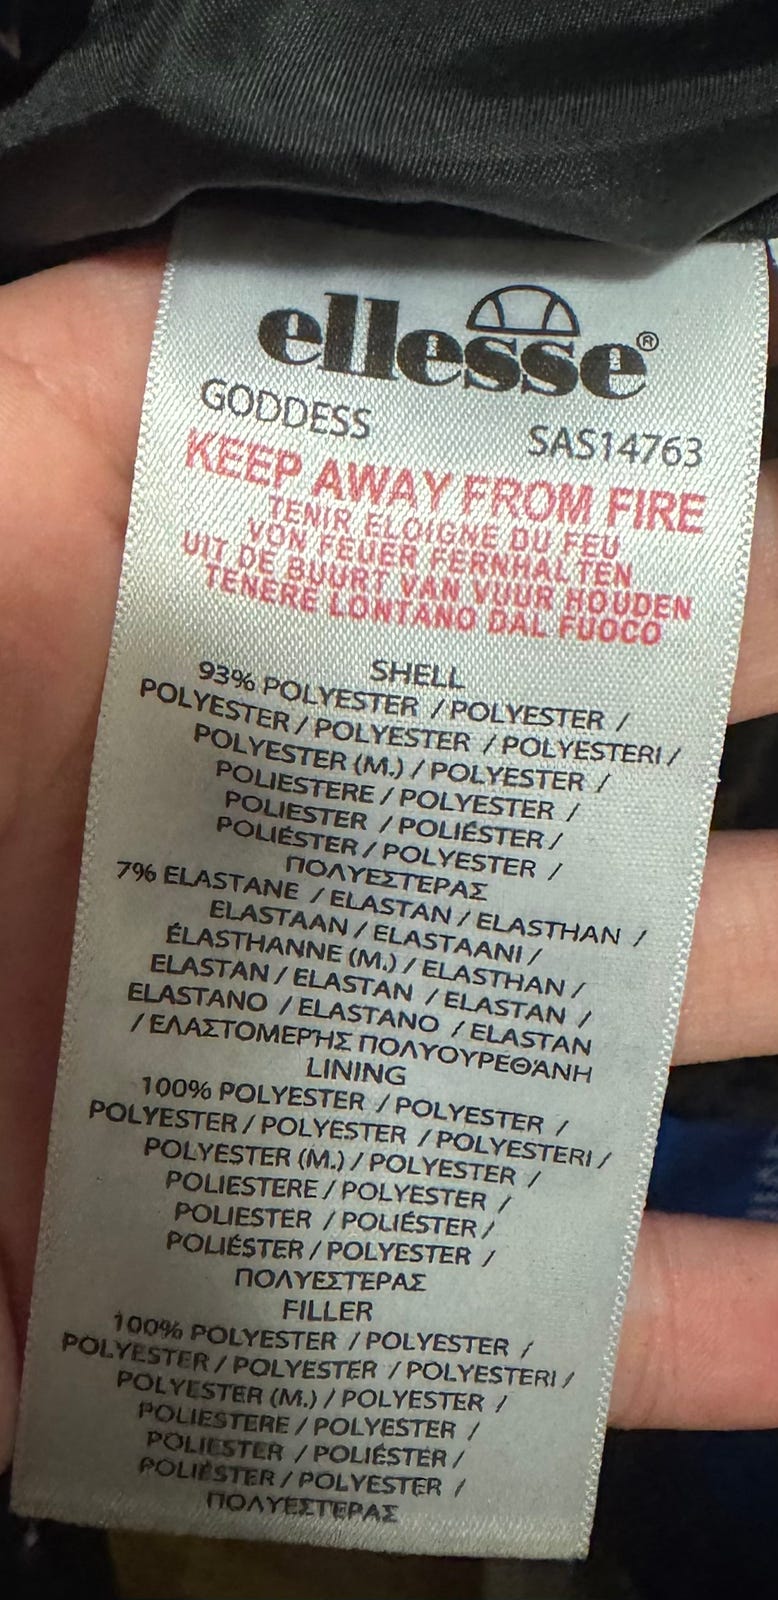 ellesse®
GODDESS
SAS14763
KEEP AWAY FROM FIRE
TENIR ELOIGNE DU FEU
VON FEUER FERNHALTEN
UIT DE BUURT VAN VUUR HOUDEN
TENERE LONTANO DAL FUOCO
SHELL
93% POLYESTER / POLYESTER /
POLYESTER / POLYESTER / POLYESTERI /
POLYESTER (M.) / POLYESTER /
POLIESTERE / POLYESTER /
POLIESTER / POLIÉSTER /
POLIÉSTER / POLYESTER /
ΠΟΛΥΕΣΤΕΡΑΣ
7% ELASTANE / ELASTAN / ELASTHAN /
ELASTAAN / ELASTAANI /
ÉLASTHANNE (M.) / ELASTHAN /
ELASTAN / ELASTAN / ELASTAN /
ELASTANO / ELASTANO / ELASTAN
/ ΕΛΑΣΤΟΜΕΡΉΣ ΠΟΛΥΟΥΡΕΘΆΝΗ
LINING
100% POLYESTER / POLYESTER /
POLYESTER / POLYESTER / POLYESTERI /
POLYESTER (M.) / POLYESTER /
POLIESTERE / POLYESTER /
POLIESTER / POLIÉSTER /
POLIÉSTER / POLYESTER /
ΠΟΛΥΕΣΤΕΡΑΣ
FILLER
100% POLYESTER / POLYESTER /
POLYESTER / POLYESTER / POLYESTERI /
POLYESTER (M.) / POLYESTER /
POLIESTERE / POLYESTER /
POLIESTER / POLIÉSTER /
POLIÉSTER / POLYESTER /
ΠΟΛΥΕΣΤΕΡΑΣ